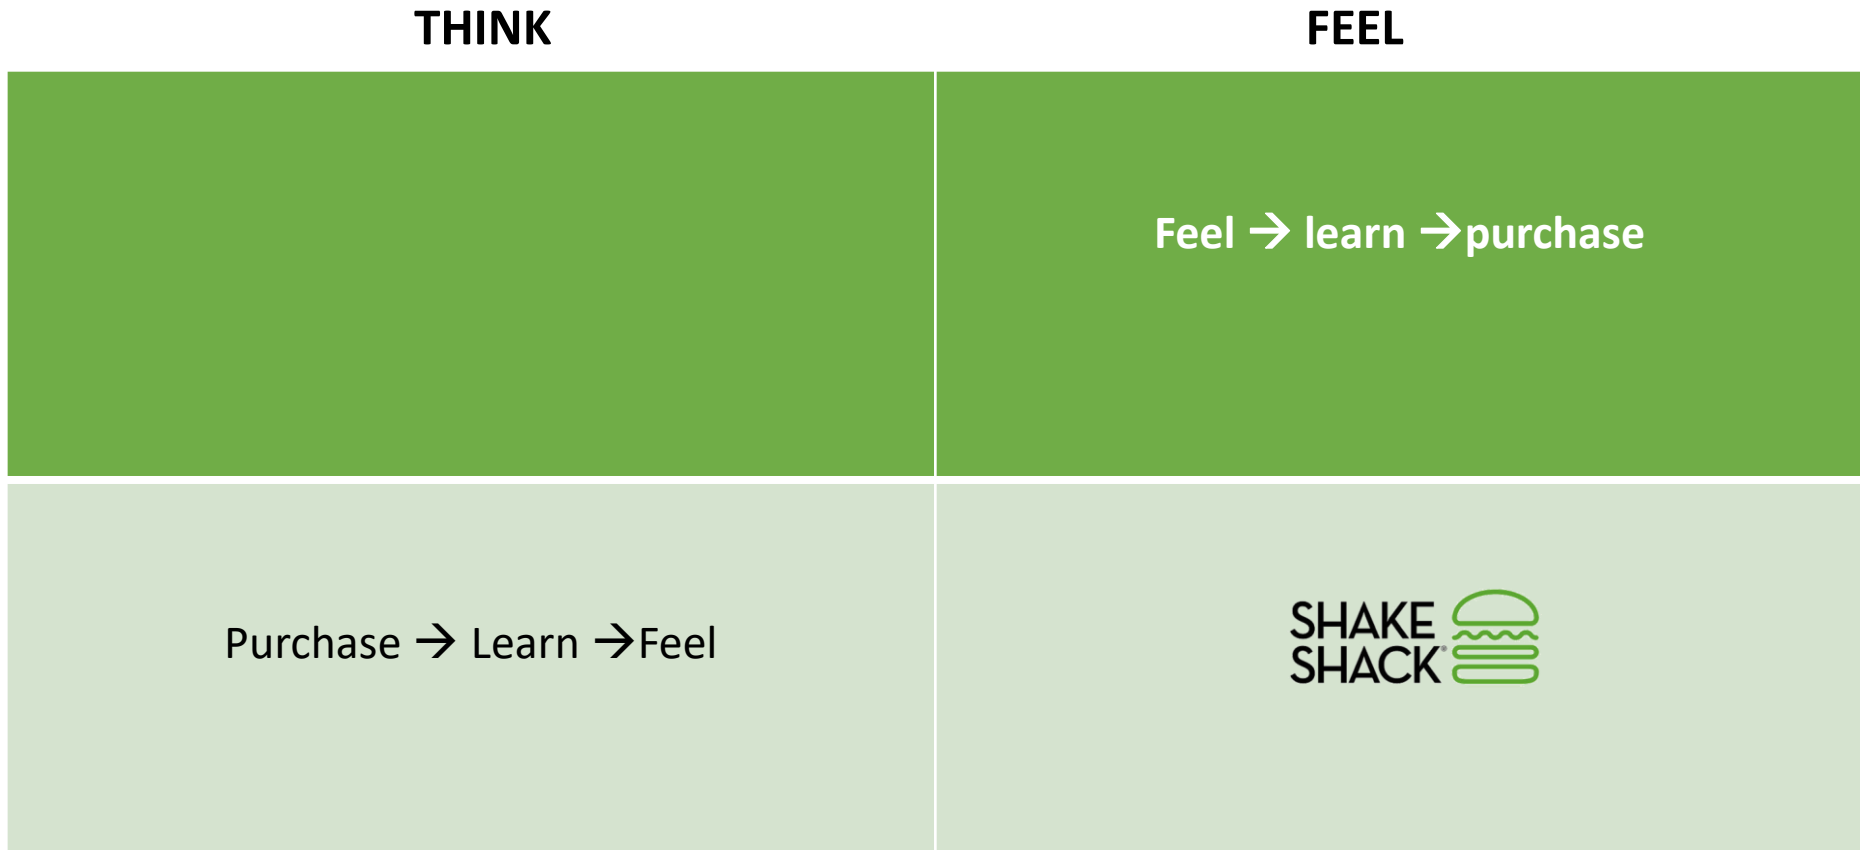 THINK
FEEL
Feel → learn →purchase
Purchase → Learn →Feel
SHAKE
SHACK